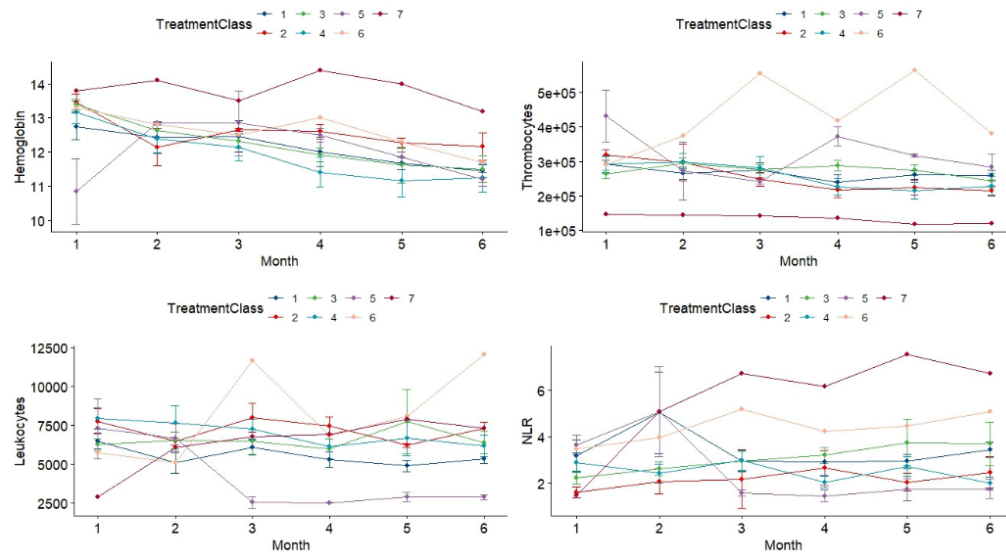 TreatmentClass 1 3 5 7
2 4 6
Hemoglobin
14
13
12
11
10
1 2 3 4 5 6
Month
TreatmentClass 1 3 5 7
2 4 6
Thrombocytes
5e+05
4e+05
3e+05
2e+05
1e+05
1 2 3 4 5 6
Month
TreatmentClass 1 3 5 7
2 4 6
Leukocytes
12500
10000
7500
5000
2500
1 2 3 4 5 6
Month
TreatmentClass 1 3 5 7
2 4 6
NLR
6
4
2
1 2 3 4 5 6
Month